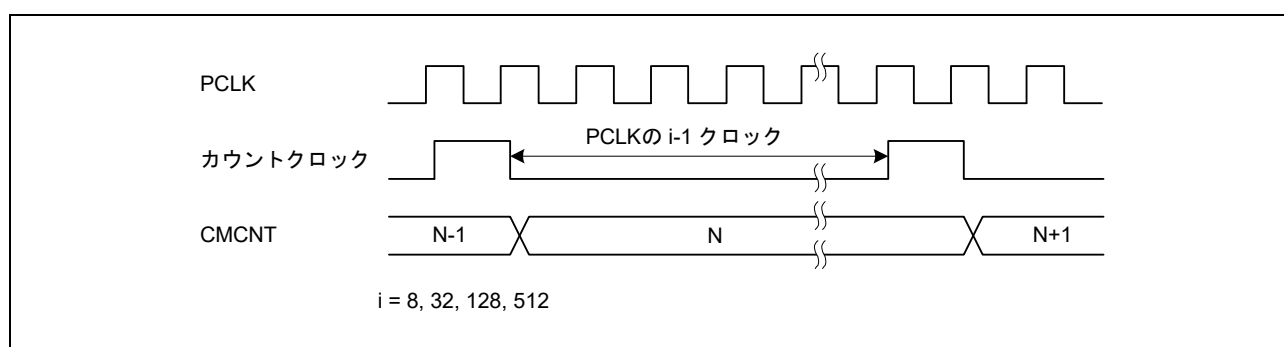 PCLK
PCLKの i-1 クロック
カウントクロック
CMCNT
N-1
N
N+1
i = 8, 32, 128, 512